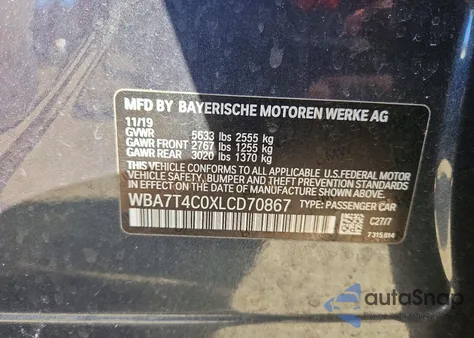 MFD BY BAYERISCHE MOTOREN WERKE AG
11/19
GVWR 5633 lbs 2555 kg
GAWR FRONT 2767 lbs 1255 kg
GAWR REAR 3020 lbs 1370 kg
THIS VEHICLE CONFORMS TO ALL APPLICABLE U.S.FEDERAL MOTOR
VEHICLE SAFETY, BUMPER, AND THEFT PREVENTION STANDARDS
IN EFFECT ON THE DATE OF MANUFACTURE SHOWN ABOVE.
WBA7T4C0XLCD70867 TYPE: PASSENGER CAR
C27/7
7315814
autoSnap